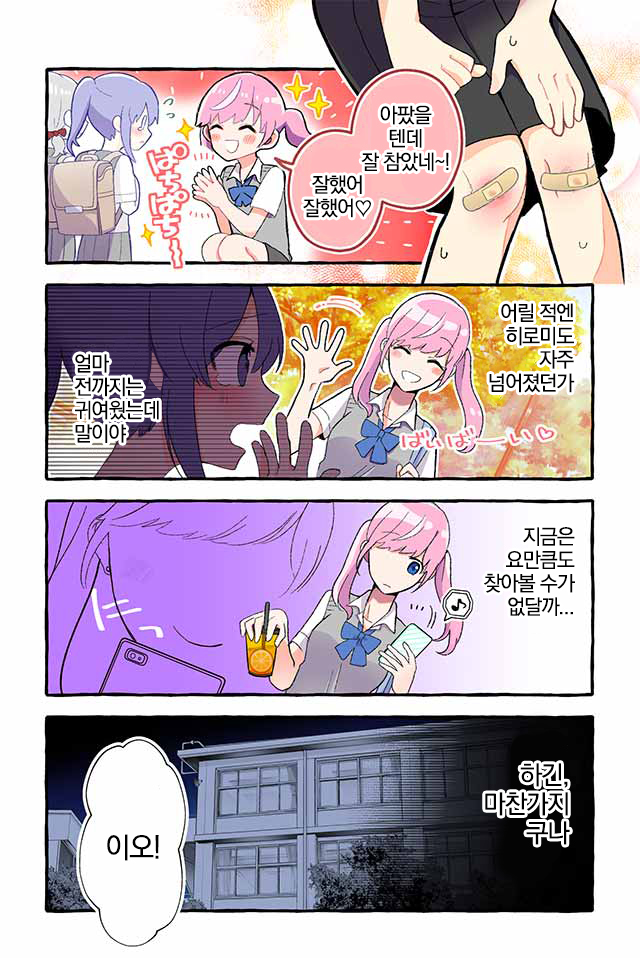 아팠을
텐데
잘 참았네~!
잘했어
잘했어♡
ぱちぱちぱち〜
어릴 적엔
히로미도
자주
넘어졌던가
ばいばーい♡
얼마
전까지는
귀여웠는데
말이야
지금은
요만큼도
찾아볼 수가
없달까...
♪
하긴,
마찬가지
구나
이오!